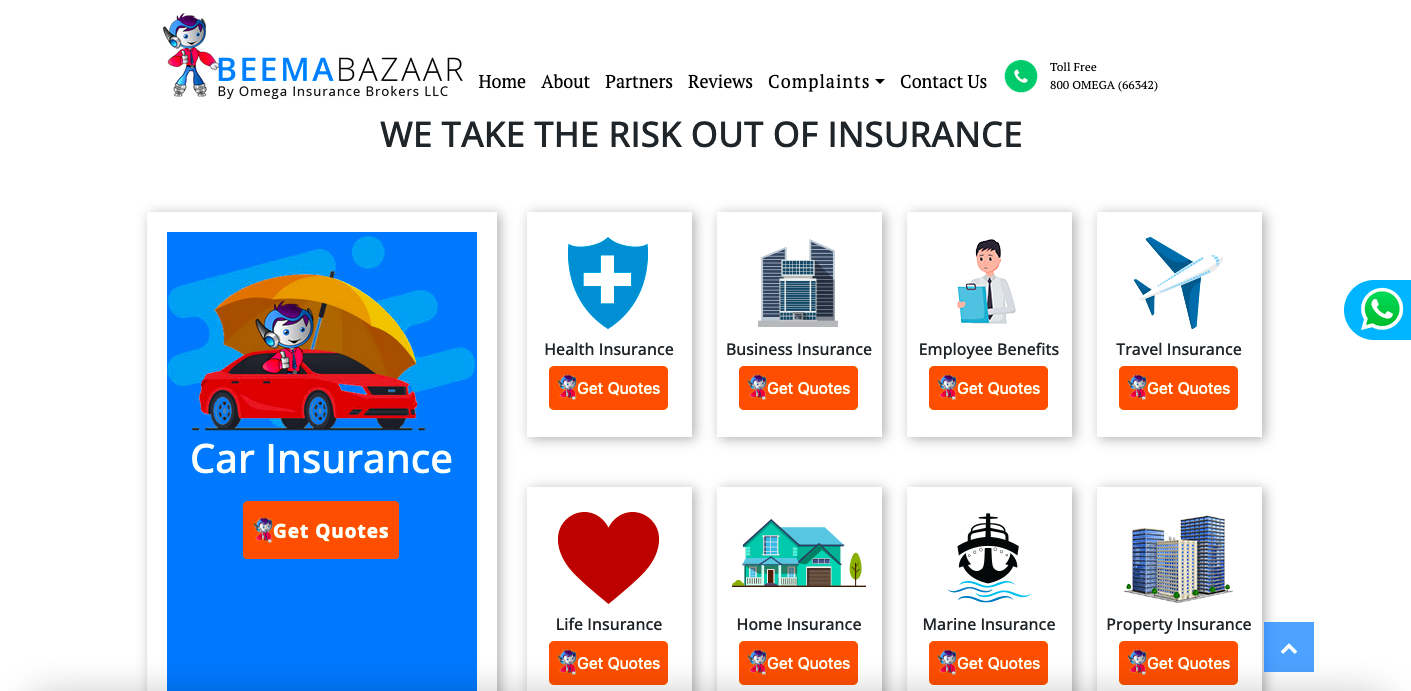 BEEMABAZAAR
By Omega Insurance Brokers LLC
Home About Partners Reviews Complaints Contact Us
Toll Free
800 OMEGA (66342)
WE TAKE THE RISK OUT OF INSURANCE
Car Insurance
Get Quotes
Health Insurance
Get Quotes
Business Insurance
Get Quotes
Employee Benefits
Get Quotes
Travel Insurance
Get Quotes
Life Insurance
Get Quotes
Home Insurance
Get Quotes
Marine Insurance
Get Quotes
Property Insurance
Get Quotes